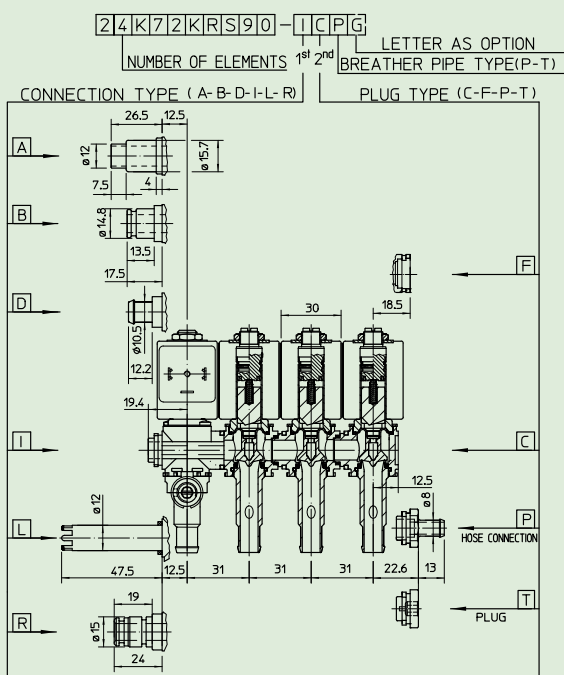 24K72KRS90-ICPG
LETTER AS OPTION
NUMBER OF ELEMENTS 1st 2nd BREATHER PIPE TYPE(P-T)
CONNECTION TYPE (A-B-D-I-L-R) PLUG TYPE (C-F-P-T)
26.5 12.5
A
ø12
ø15.7
7.5
4
B
ø14.8
13.5
17.5
F
18.5
D
ø10.5
12.2
30
19.4
I
C
12.5
ø8
L
ø12
P
HOSE CONNECTION
47.5 12.5 31 31 31 22.6 13
R
19
ø15
24
T
PLUG